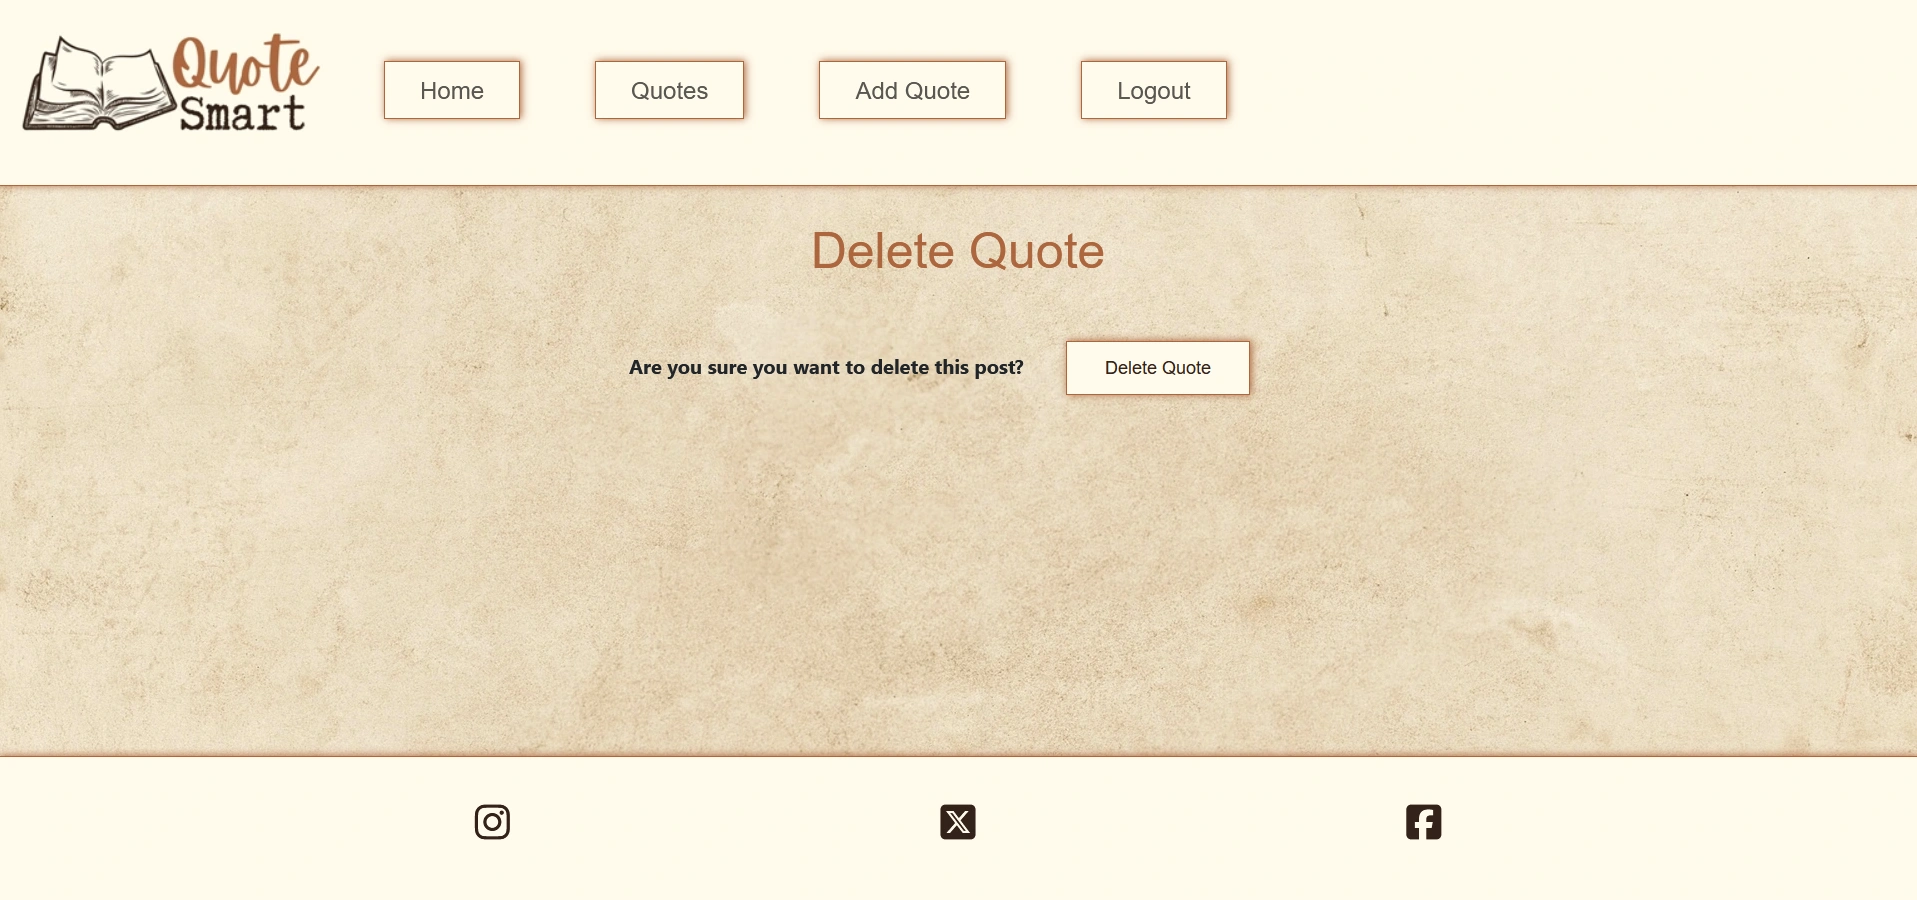 Quote
Smart
Home
Quotes
Add Quote
Logout
Delete Quote
Are you sure you want to delete this post?
Delete Quote